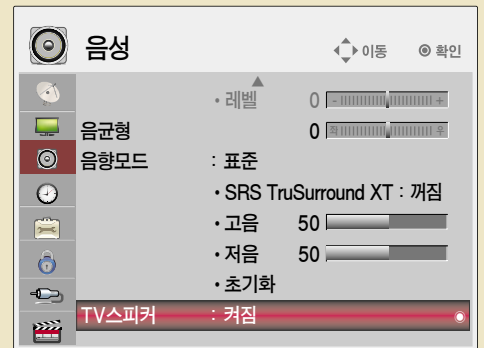 음성 이동 ◉ 확인
• 레벨 0 - +
음균형 0 좌 우
음향모드 : 표준
• SRS TruSurround XT : 꺼짐
• 고음 50
• 저음 50
• 초기화
TV스피커 : 켜짐